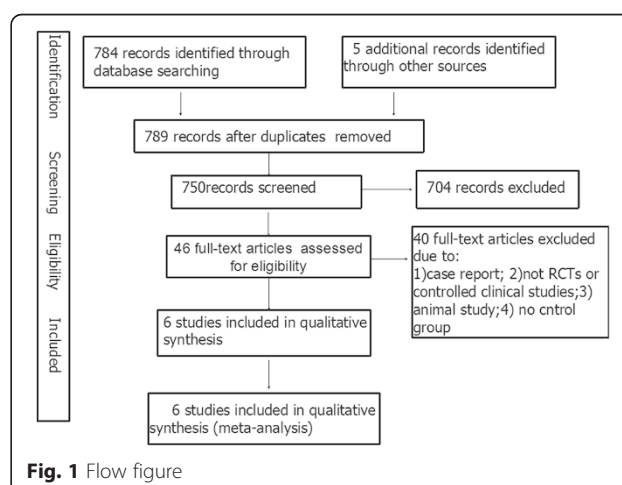 784 records identified through
database searching
5 additional records identified
through other sources
789 records after duplicates removed
750records screened
704 records excluded
46 full-text articles assessed
for eligibility
40 full-text articles excluded
due to:
1)case report; 2)not RCTs or
controlled clinical studies;3)
animal study;4) no cntrol
group
6 studies included in qualitative
synthesis
6 studies included in qualitative
synthesis (meta-analysis)
Identification
Screening
Eligibility
Included
Fig. 1 Flow figure